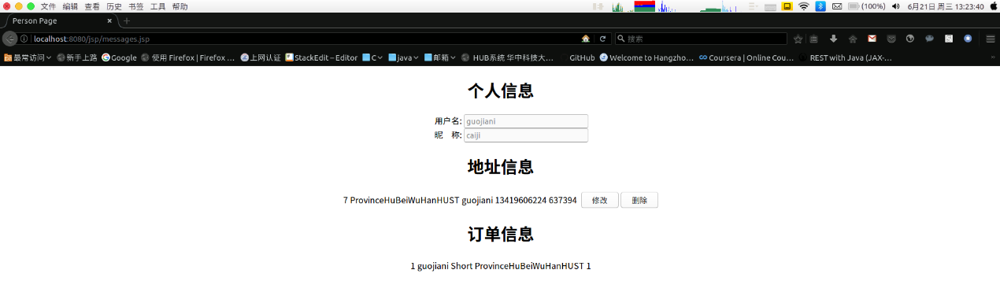 文件 编辑 查看 历史 书签 工具 帮助 (100%) 6月21日 周三 13:23:40
Person Page
localhost:8080/jsp/messages.jsp 搜索
最常访问 新手上路 Google 使用 Firefox | Firefox … 上网认证 StackEdit – Editor C java 邮箱 HUB系统 华中科技大… GitHub Welcome to Hangzho… Coursera | Online Cou… REST with Java (JAX-…
个人信息
用户名: guojiani
昵 称: caiji
地址信息
7 ProvinceHuBeiWuHanHUST guojiani 13419606224 637394 修改 删除
订单信息
1 guojiani Short ProvinceHuBeiWuHanHUST 1